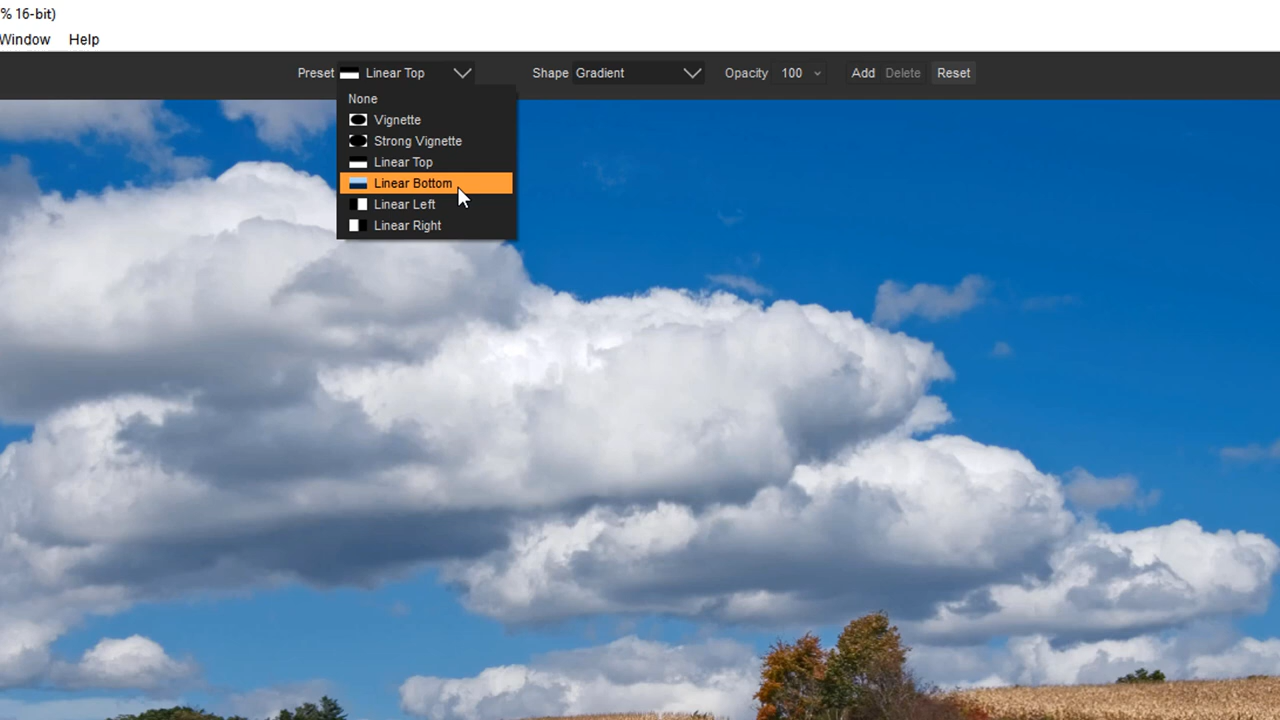 % 16-bit)
Window Help
Preset Linear Top Shape Gradient Opacity 100 Add Delete Reset
None
Vignette
Strong Vignette
Linear Top
Linear Bottom
Linear Left
Linear Right